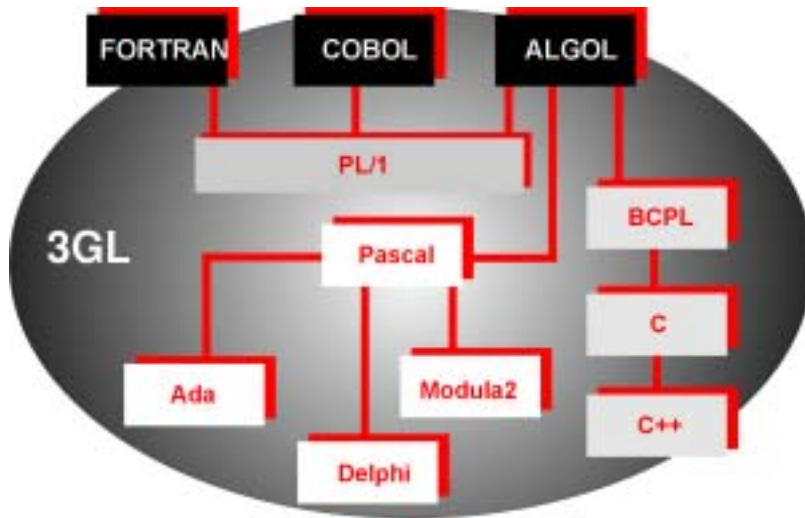 FORTRAN
COBOL
ALGOL
PL/1
BCPL
3GL
Pascal
C
Ada
Modula2
C++
Delphi